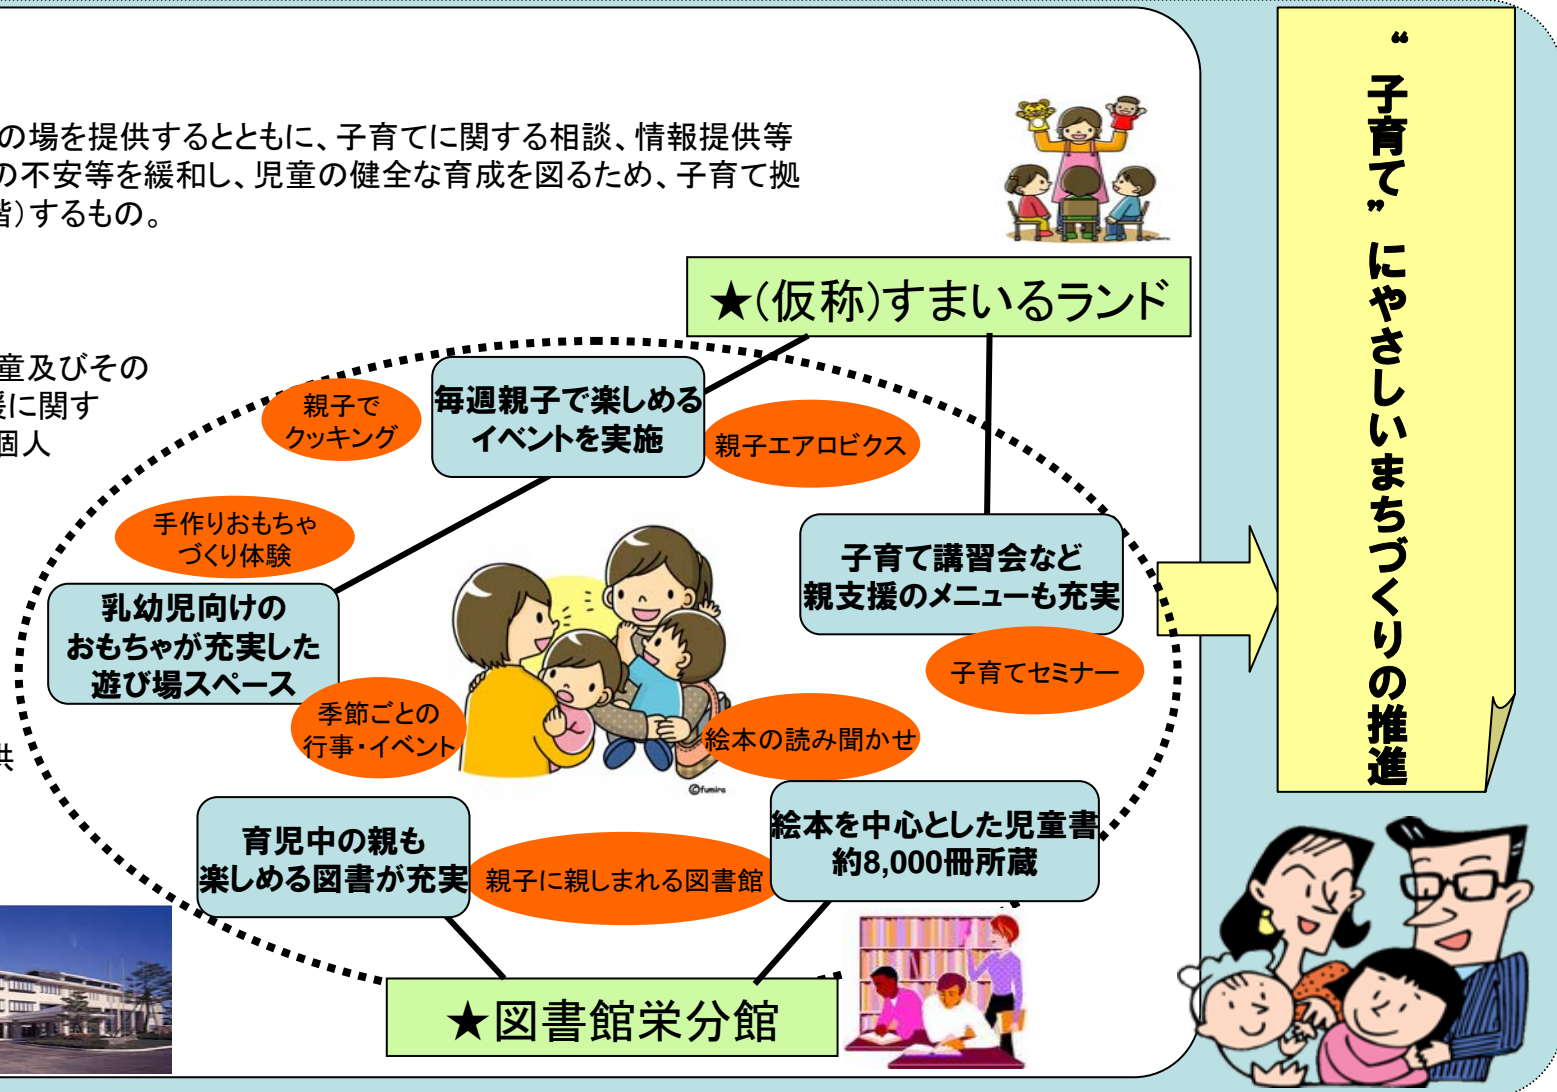 の場を提供するとともに、子育てに関する相談、情報提供等
の不安等を緩和し、児童の健全な育成を図るため、子育て拠
階）するもの。
★(仮称)すまいるランド
童及びその
援に関す
個人
毎週親子で楽しめる
イベントを実施
親子で
クッキング
親子エアロビクス
手作りおもちゃ
づくり体験
子育て講習会など
親支援のメニューも充実
乳幼児向けの
おもちゃが充実した
遊び場スペース
子育てセミナー
季節ごとの
行事・イベント
絵本の読み聞かせ
供
©fumira
育児中の親も
楽しめる図書が充実
親子に親しまれる図書館
絵本を中心とした児童書
約8,000冊所蔵
★図書館栄分館
“子育て”にやさしいまちづくりの推進